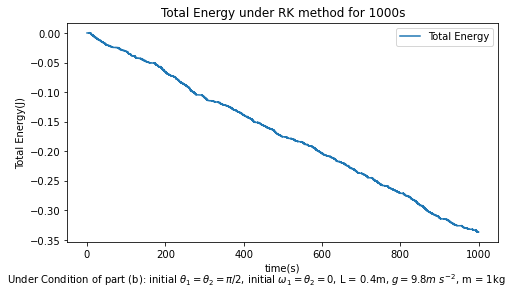 Total Energy under RK method for 1000s
Total Energy
0.00
−0.05
−0.10
−0.15
−0.20
−0.25
−0.30
−0.35
Total Energy(J)
0 200 400 600 800 1000
time(s)
Under Condition of part (b): initial θ₁ = θ₂ = π/2, initial ω₁ = θ₂ = 0, L = 0.4m, g = 9.8m s⁻², m = 1kg